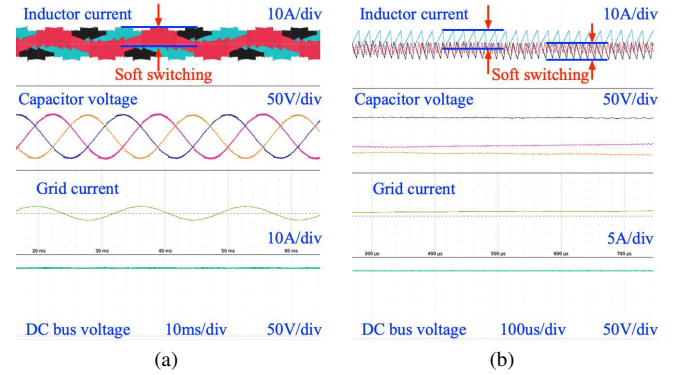 Inductor current 10A/div
Soft switching
Capacitor voltage 50V/div
Grid current
10A/div
20 ms 30 ms 40 ms 50 ms 60 ms
DC bus voltage 10ms/div 50V/div
(a)
Inductor current 10A/div
Soft switching
Capacitor voltage 50V/div
Grid current
5A/div
300 µs 400 µs 500 µs 600 µs 700 µs
DC bus voltage 100us/div 50V/div
(b)